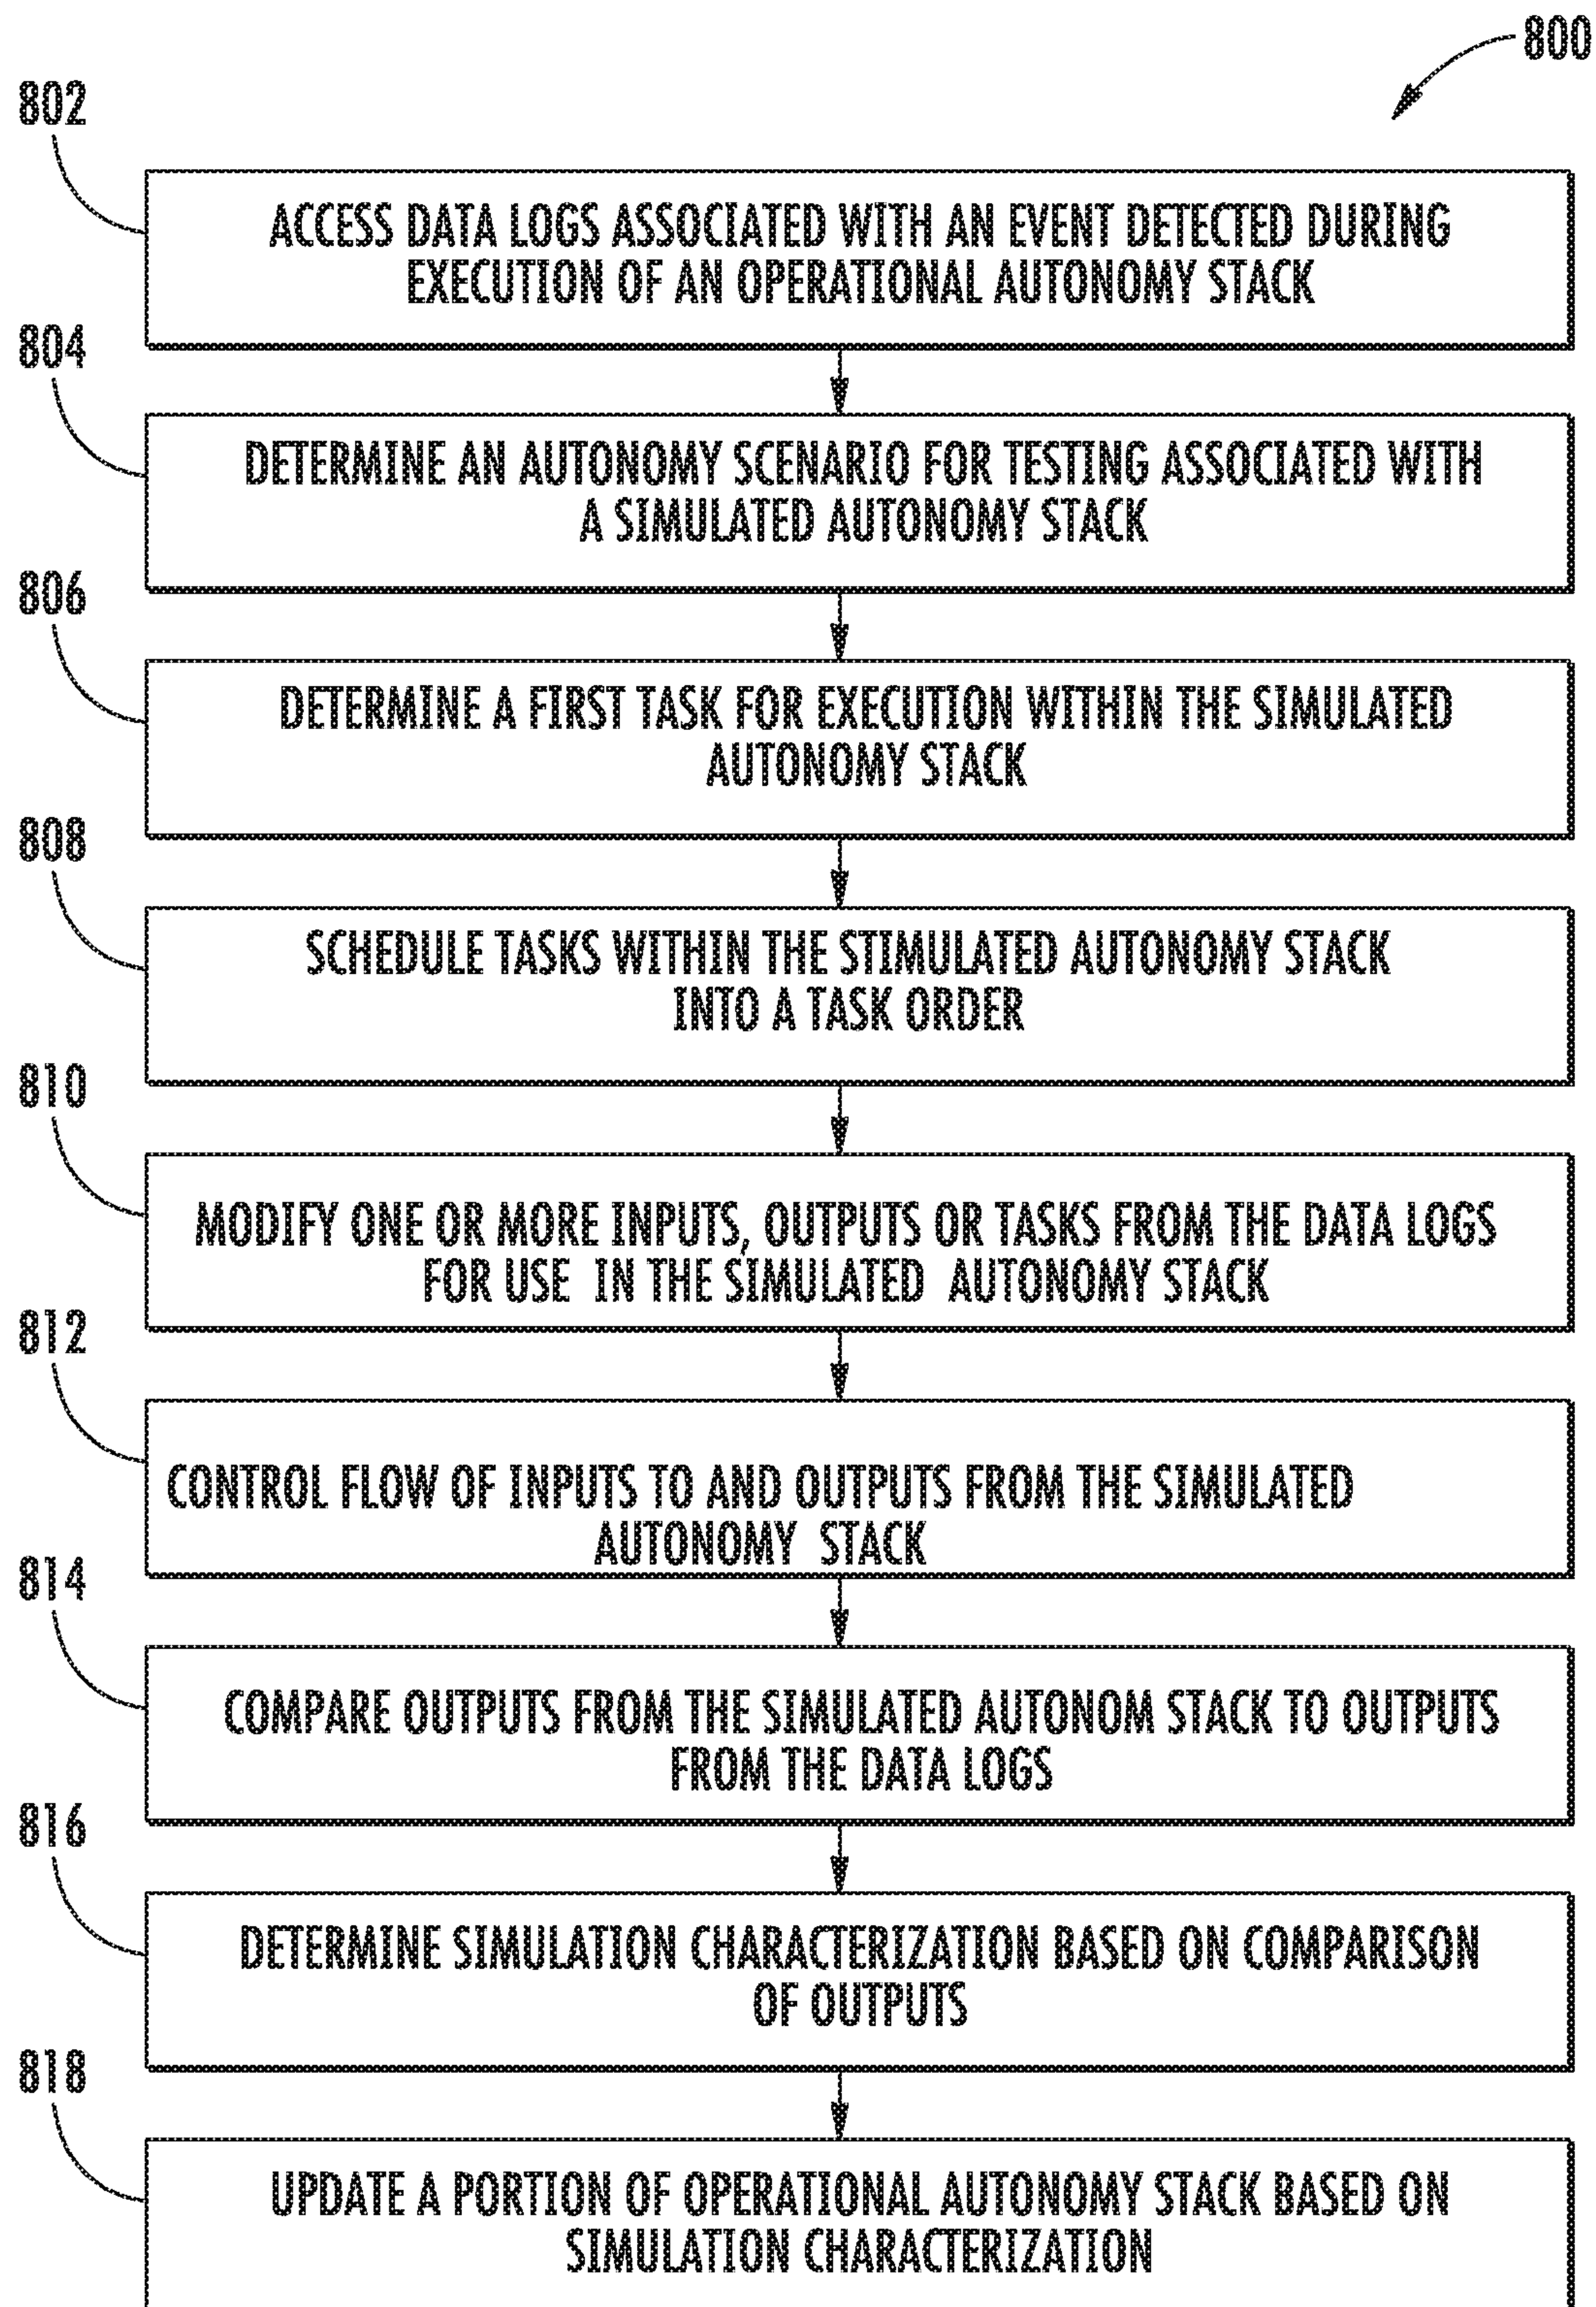 800
802
ACCESS DATA LOGS ASSOCIATED WITH AN EVENT DETECTED DURING
EXECUTION OF AN OPERATIONAL AUTONOMY STACK
804
DETERMINE AN AUTONOMY SCENARIO FOR TESTING ASSOCIATED WITH
A SIMULATED AUTONOMY STACK
806
DETERMINE A FIRST TASK FOR EXECUTION WITHIN THE SIMULATED
AUTONOMY STACK
808
SCHEDULE TASKS WITHIN THE STIMULATED AUTONOMY STACK
INTO A TASK ORDER
810
MODIFY ONE OR MORE INPUTS, OUTPUTS OR TASKS FROM THE DATA LOGS
FOR USE IN THE SIMULATED AUTONOMY STACK
812
CONTROL FLOW OF INPUTS TO AND OUTPUTS FROM THE SIMULATED
AUTONOMY STACK
814
COMPARE OUTPUTS FROM THE SIMULATED AUTONOM STACK TO OUTPUTS
FROM THE DATA LOGS
816
DETERMINE SIMULATION CHARACTERIZATION BASED ON COMPARISON
OF OUTPUTS
818
UPDATE A PORTION OF OPERATIONAL AUTONOMY STACK BASED ON
SIMULATION CHARACTERIZATION